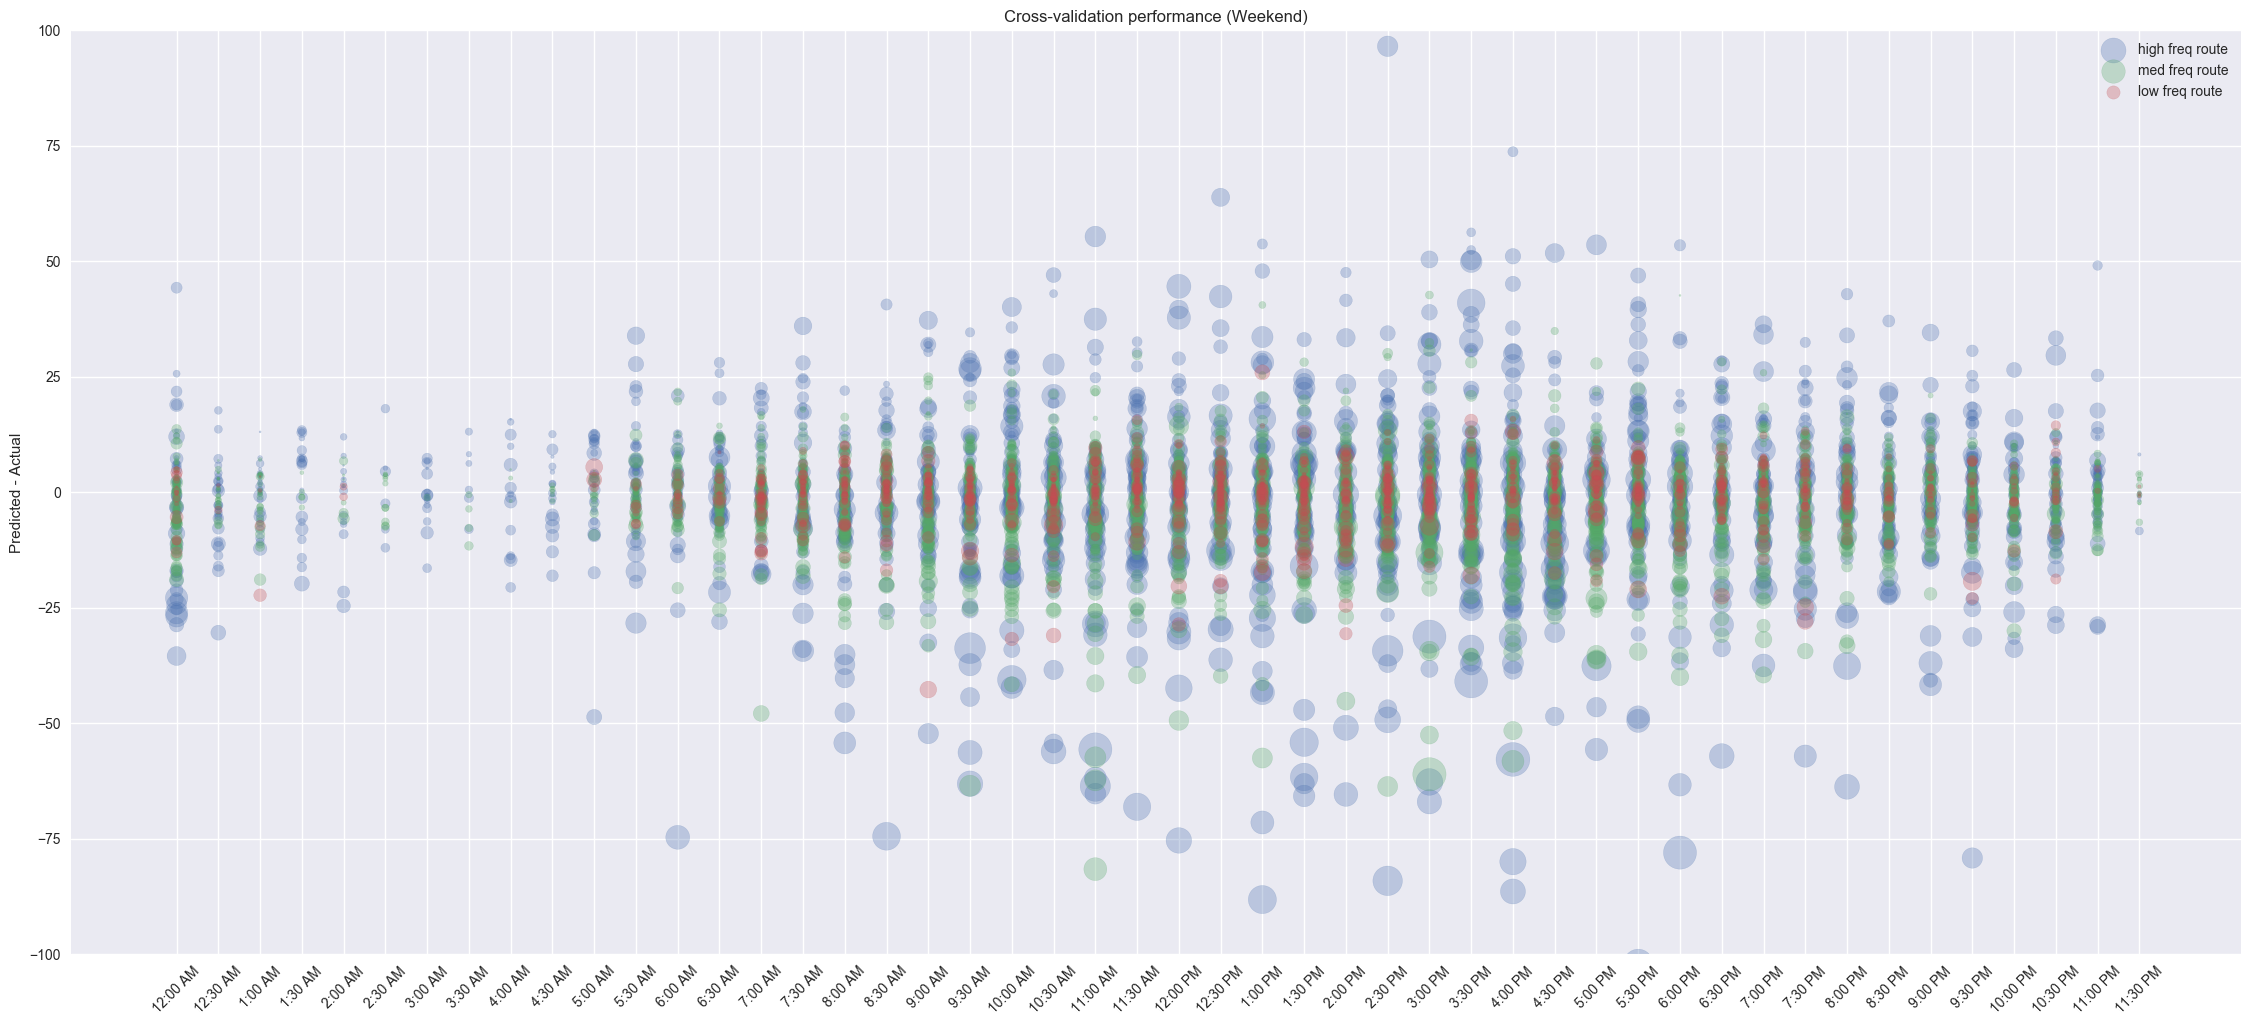 Cross-validation performance (Weekend)
high freq route
med freq route
low freq route
Predicted - Actual
100
75
50
25
0
−25
−50
−75
−100
12:00 AM
12:30 AM
1:00 AM
1:30 AM
2:00 AM
2:30 AM
3:00 AM
3:30 AM
4:00 AM
4:30 AM
5:00 AM
5:30 AM
6:00 AM
6:30 AM
7:00 AM
7:30 AM
8:00 AM
8:30 AM
9:00 AM
9:30 AM
10:00 AM
10:30 AM
11:00 AM
11:30 AM
12:00 PM
12:30 PM
1:00 PM
1:30 PM
2:00 PM
2:30 PM
3:00 PM
3:30 PM
4:00 PM
4:30 PM
5:00 PM
5:30 PM
6:00 PM
6:30 PM
7:00 PM
7:30 PM
8:00 PM
8:30 PM
9:00 PM
9:30 PM
10:00 PM
10:30 PM
11:00 PM
11:30 PM